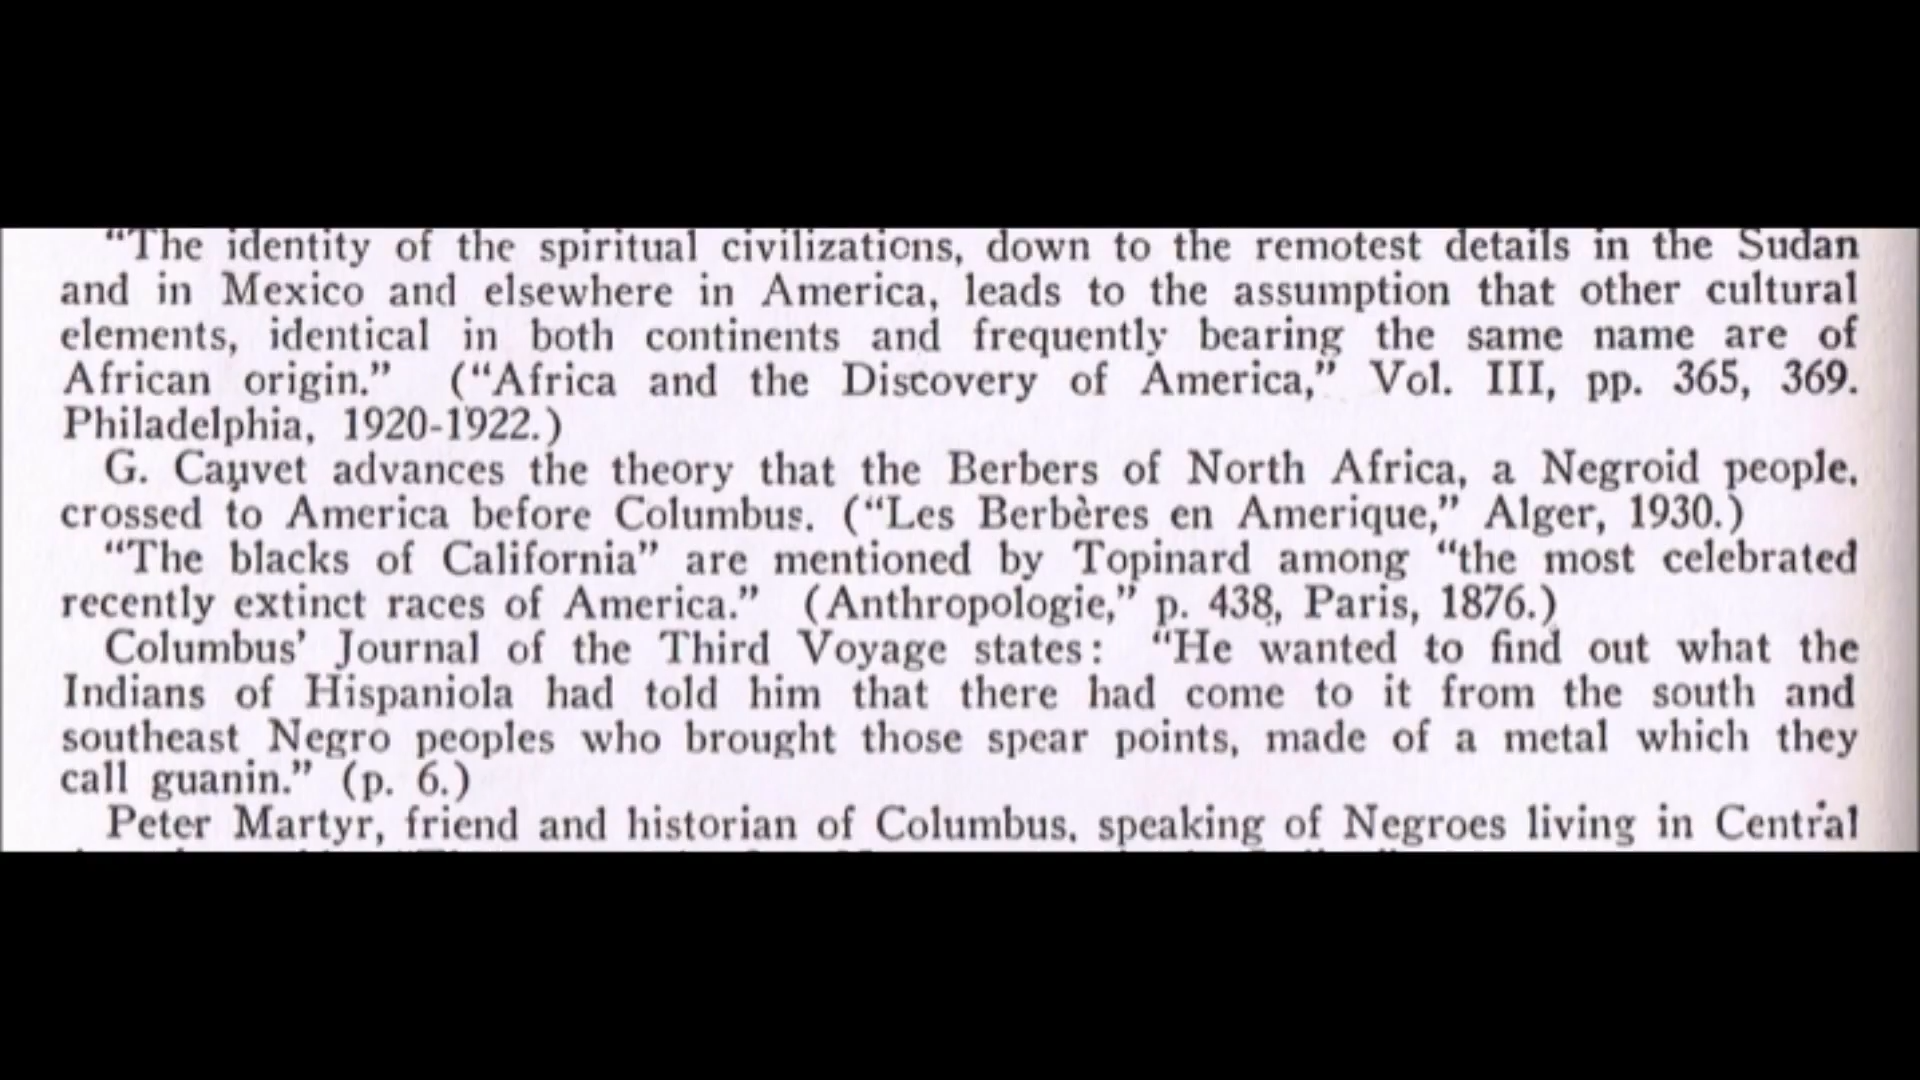 "The identity of the spiritual civilizations, down to the remotest details in the Sudan
and in Mexico and elsewhere in America, leads to the assumption that other cultural
elements, identical in both continents and frequently bearing the same name are of
African origin." ("Africa and the Discovery of America," Vol. III, pp. 365, 369.
Philadelphia, 1920-1922.)
G. Cauvet advances the theory that the Berbers of North Africa, a Negroid people,
crossed to America before Columbus. ("Les Berbères en Amerique," Alger, 1930.)
"The blacks of California" are mentioned by Topinard among "the most celebrated
recently extinct races of America." (Anthropologie," p. 438, Paris, 1876.)
Columbus' Journal of the Third Voyage states: "He wanted to find out what the
Indians of Hispaniola had told him that there had come to it from the south and
southeast Negro peoples who brought those spear points, made of a metal which they
call guanin." (p. 6.)
Peter Martyr, friend and historian of Columbus, speaking of Negroes living in Central